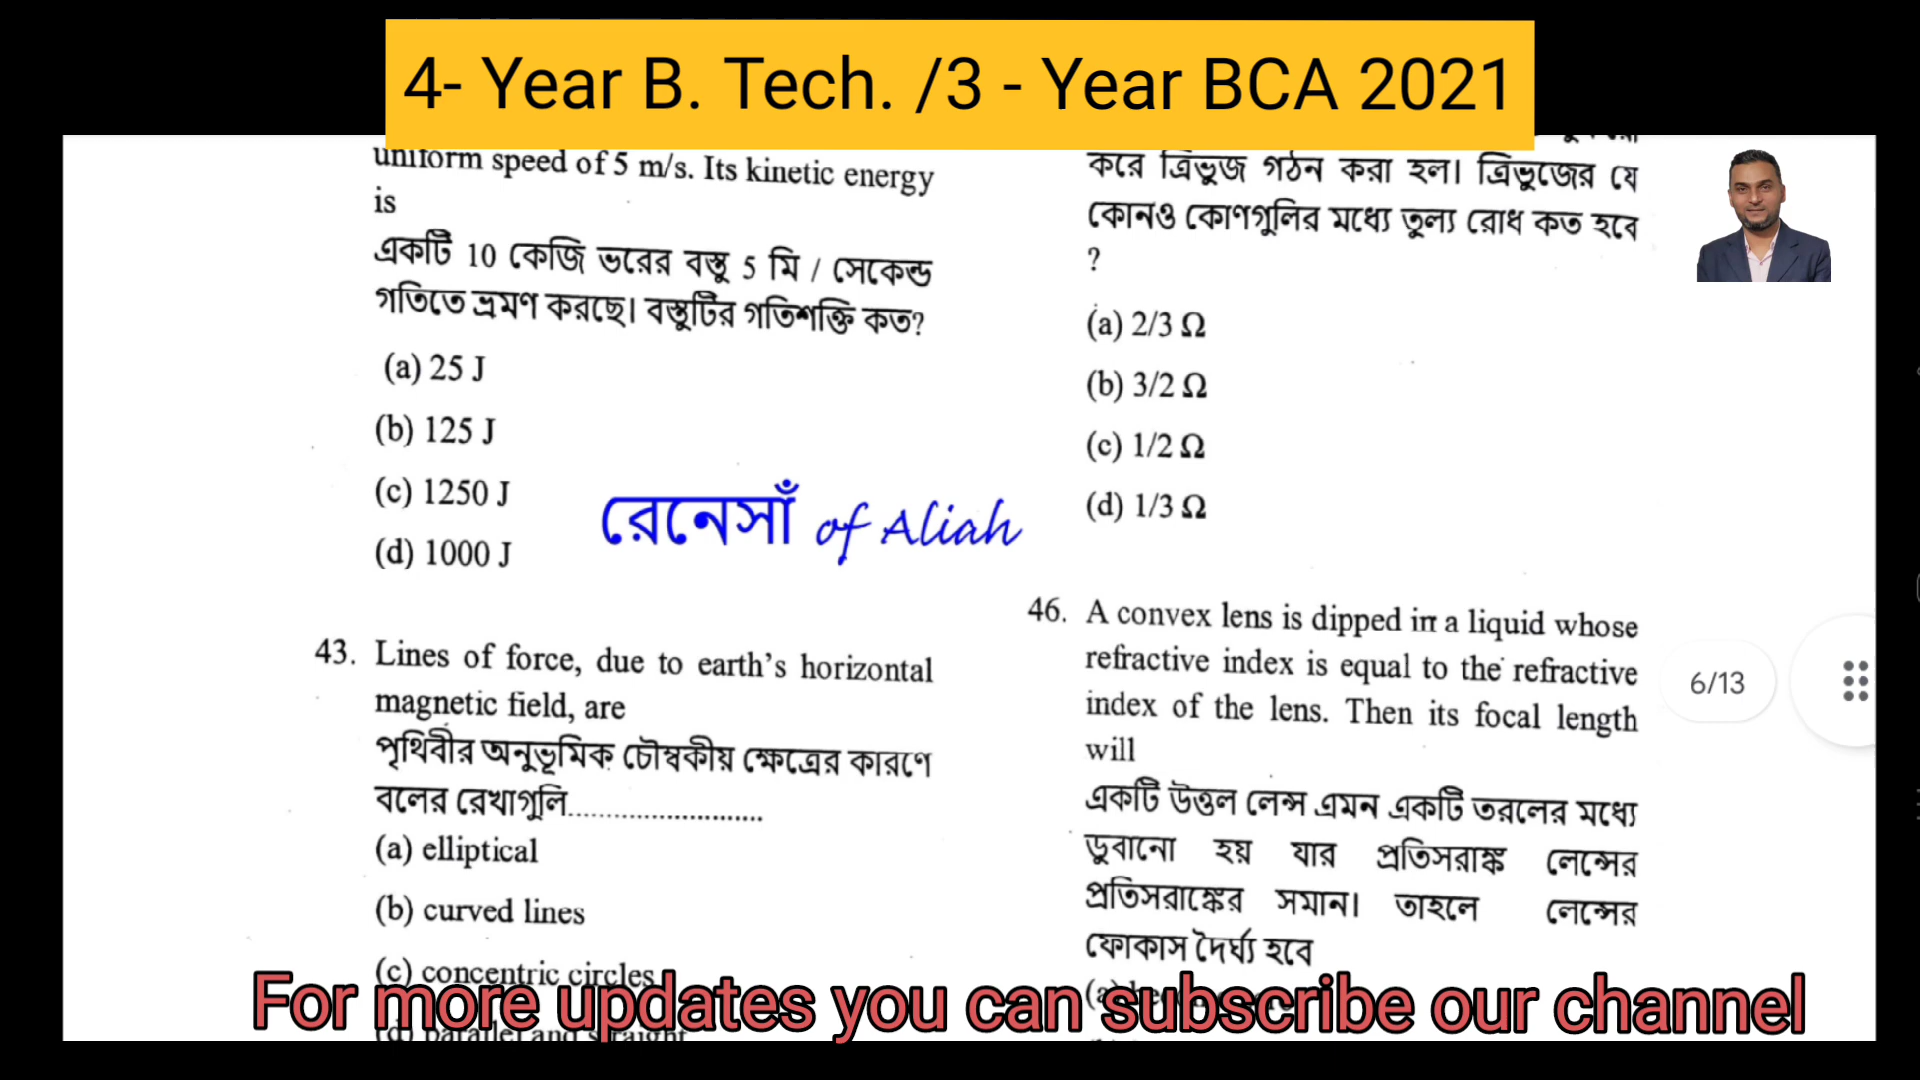 4- Year B. Tech. /3 - Year BCA 2021
uniform speed of 5 m/s. Its kinetic energy
is
একটি 10 কেজি ভরের বস্তু 5 মি / সেকেন্ড
গতিতে ভ্রমণ করছে। বস্তুটির গতিশক্তি কত?
(a) 25 J
(b) 125 J
(c) 1250 J
(d) 1000 J
রেনেসাঁ of Aliah
43. Lines of force, due to earth's horizontal
magnetic field, are
পৃথিবীর অনুভূমিক চৌম্বকীয় ক্ষেত্রের কারণে
বলের রেখাগুলি..........................
(a) elliptical
(b) curved lines
(c) concentric circles
(d) parallel and straight
করে ত্রিভুজ গঠন করা হল। ত্রিভুজের যে
কোনও কোণগুলির মধ্যে তুল্য রোধ কত হবে
?
(a) 2/3 Ω
(b) 3/2 Ω
(c) 1/2 Ω
(d) 1/3 Ω
46. A convex lens is dipped in a liquid whose
refractive index is equal to the refractive
index of the lens. Then its focal length
will
একটি উত্তল লেন্স এমন একটি তরলের মধ্যে
ডুবানো হয় যার প্রতিসরাঙ্ক লেন্সের
প্রতিসরাঙ্কের সমান। তাহলে লেন্সের
ফোকাস দৈর্ঘ্য হবে
(a)
6/13
For more updates you can subscribe our channel